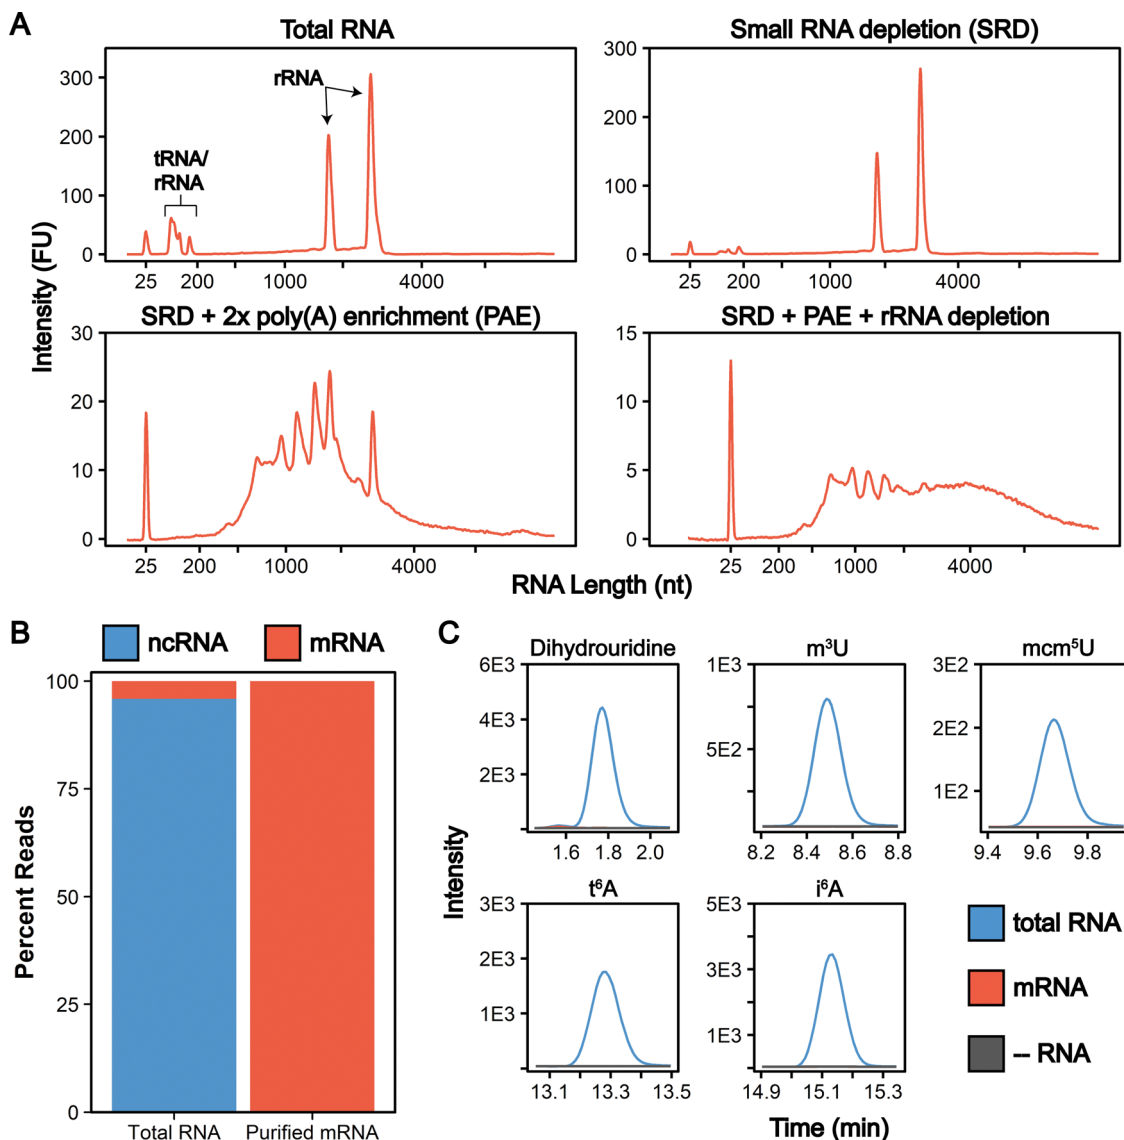 A
Total RNA
Small RNA depletion (SRD)
Intensity (FU)
300
200
100
0
rRNA
tRNA/
rRNA
25 200 1000 4000
300
200
100
0
25 200 1000 4000
SRD + 2x poly(A) enrichment (PAE)
SRD + PAE + rRNA depletion
30
20
10
0
25 200 1000 4000
15
10
5
0
25 200 1000 4000
RNA Length (nt)
B
ncRNA mRNA
Percent Reads
100
75
50
25
0
Total RNA Purified mRNA
C
Intensity
Dihydrouridine
6E3
4E3
2E3
1.6 1.8 2.0
m³U
1E3
5E2
8.2 8.4 8.6 8.8
mcm⁵U
3E2
2E2
1E2
9.4 9.6 9.8
t⁶A
3E3
2E3
1E3
13.1 13.3 13.5
i⁶A
5E3
3E3
1E3
14.9 15.1 15.3
Time (min)
total RNA
mRNA
-- RNA